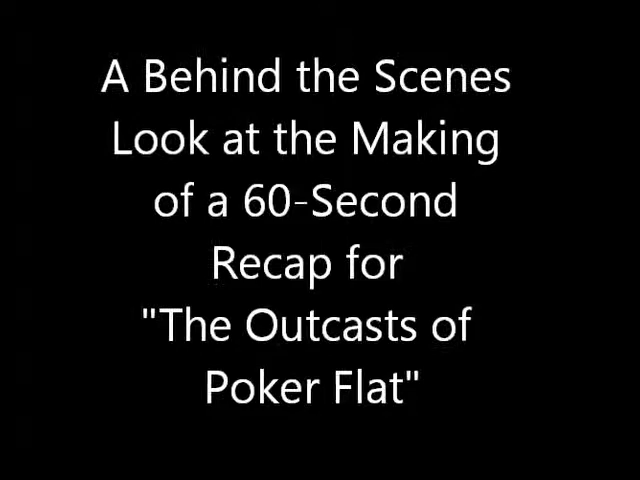 A Behind the Scenes
Look at the Making
of a 60-Second
Recap for
"The Outcasts of
Poker Flat"